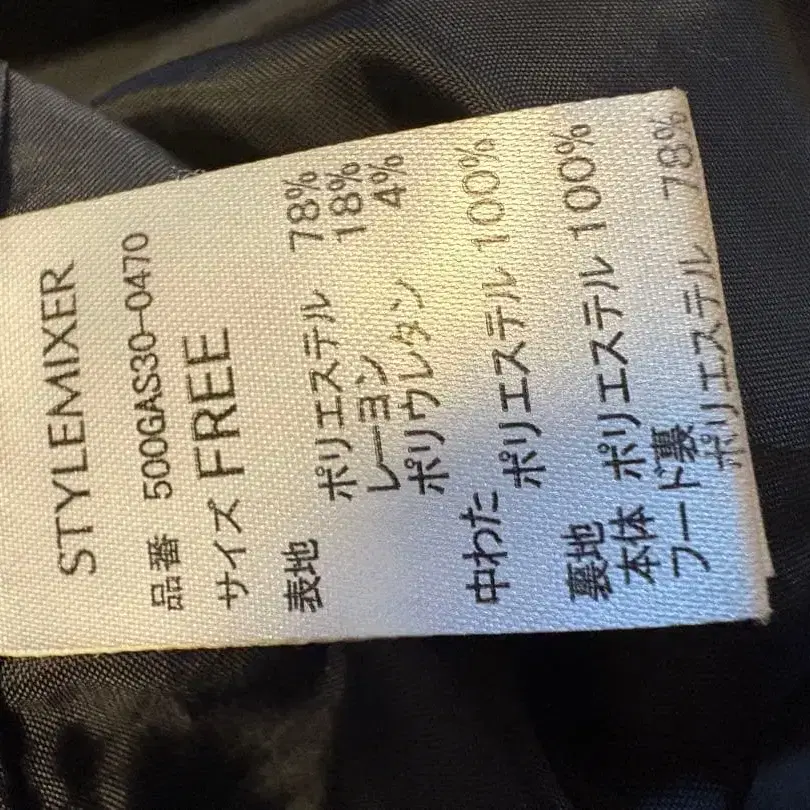 STYLEMIXER
品番 500GAS30-0470
サイズ FREE
表地
ポリエステル 78%
レーヨン 18%
ポリウレタン 4%
中わた
ポリエステル 100%
裏地
本体 ポリエステル 100%
フード裏
ポリエステル 78%